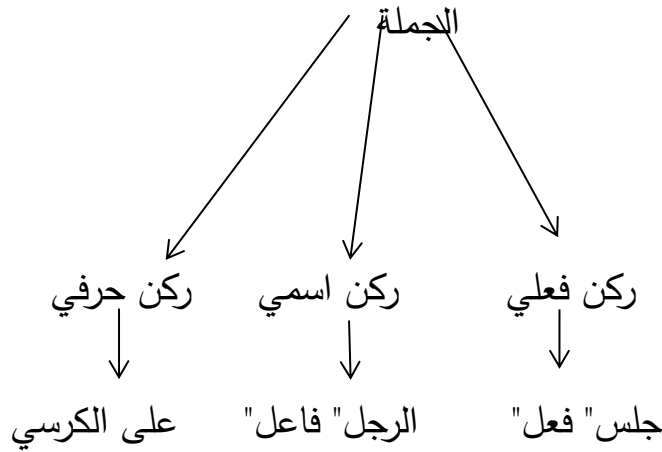 الجملة
ركن فعلي ركن اسمي ركن حرفي
جلس" فعل" الرجل" فاعل" على الكرسي